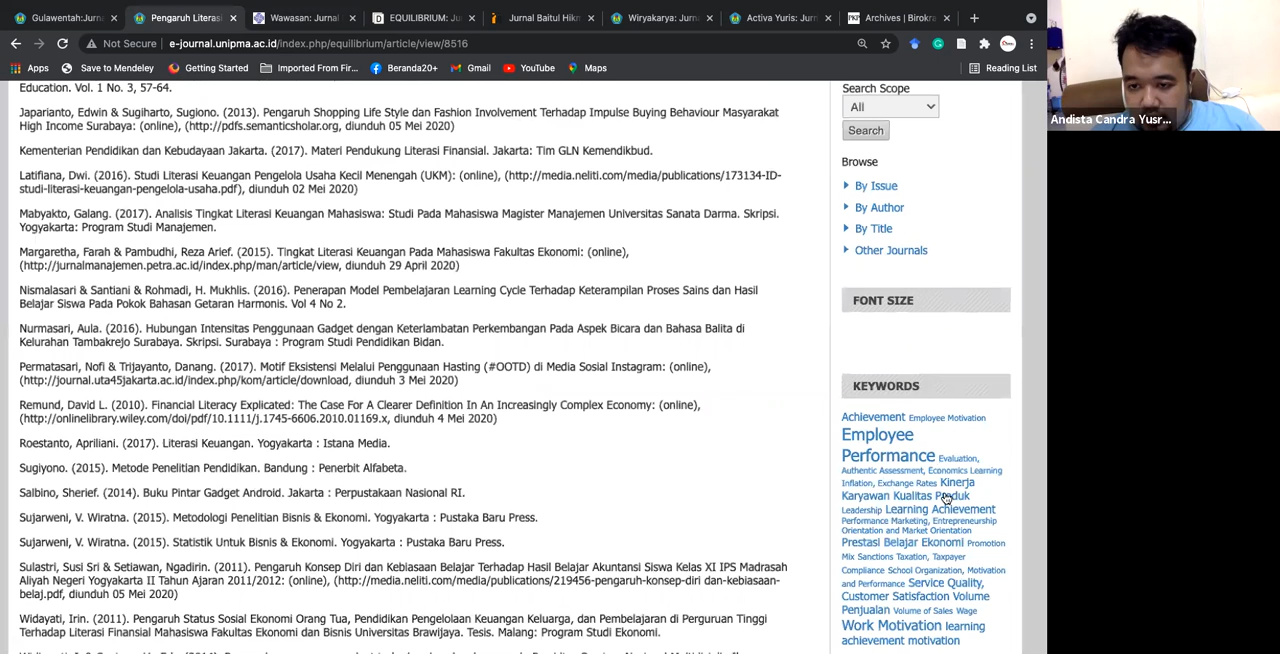 Gulawentah:Jurna
Pengaruh Literasi
Wawasan: Jurnal
EQUILIBRIUM: Ju
Jurnal Baitul Hikm
Wiryakarya: Jurna
Activa Yuris: Jurn
Archives | Birokra
Not Secure | e-journal.unipma.ac.id/index.php/equilibrium/article/view/8516
Apps Save to Mendeley Getting Started Imported From Fir... Beranda20+ Gmail YouTube Maps Reading List
Education. Vol. 1 No. 3, 57-64.
Japarianto, Edwin & Sugiharto, Sugiono. (2013). Pengaruh Shopping Life Style dan Fashion Involvement Terhadap Impulse Buying Behaviour Masyarakat
High Income Surabaya: (online), (http://pdfs.semanticscholar.org, diunduh 05 Mei 2020)
Kementerian Pendidikan dan Kebudayaan Jakarta. (2017). Materi Pendukung Literasi Finansial. Jakarta: Tim GLN Kemendikbud.
Latifiana, Dwi. (2016). Studi Literasi Keuangan Pengelola Usaha Kecil Menengah (UKM): (online), (http://media.neliti.com/media/publications/173134-ID-
studi-literasi-keuangan-pengelola-usaha.pdf), diunduh 02 Mei 2020)
Mabyakto, Galang. (2017). Analisis Tingkat Literasi Keuangan Mahasiswa: Studi Pada Mahasiswa Magister Manajemen Universitas Sanata Darma. Skripsi.
Yogyakarta: Program Studi Manajemen.
Margaretha, Farah & Pambudhi, Reza Arief. (2015). Tingkat Literasi Keuangan Pada Mahasiswa Fakultas Ekonomi: (online),
(http://jurnalmanajemen.petra.ac.id/index.php/man/article/view, diunduh 29 April 2020)
Nismalasari & Santiani & Rohmadi, H. Mukhlis. (2016). Penerapan Model Pembelajaran Learning Cycle Terhadap Keterampilan Proses Sains dan Hasil
Belajar Siswa Pada Pokok Bahasan Getaran Harmonis. Vol 4 No 2.
Nurmasari, Aula. (2016). Hubungan Intensitas Penggunaan Gadget dengan Keterlambatan Perkembangan Pada Aspek Bicara dan Bahasa Balita di
Kelurahan Tambakrejo Surabaya. Skripsi. Surabaya : Program Studi Pendidikan Bidan.
Permatasari, Nofi & Trijayanto, Danang. (2017). Motif Eksistensi Melalui Penggunaan Hasting (#OOTD) di Media Sosial Instagram: (online),
(http://journal.uta45jakarta.ac.id/index.php/kom/article/download, diunduh 3 Mei 2020)
Remund, David L. (2010). Financial Literacy Explicated: The Case For A Clearer Definition In An Increasingly Complex Economy: (online),
(http://onlinelibrary.wiley.com/doi/pdf/10.1111/j.1745-6606.2010.01169.x, diunduh 4 Mei 2020)
Roestanto, Apriliani. (2017). Literasi Keuangan. Yogyakarta : Istana Media.
Sugiyono. (2015). Metode Penelitian Pendidikan. Bandung : Penerbit Alfabeta.
Salbino, Sherief. (2014). Buku Pintar Gadget Android. Jakarta : Perpustakaan Nasional RI.
Sujarweni, V. Wiratna. (2015). Metodologi Penelitian Bisnis & Ekonomi. Yogyakarta : Pustaka Baru Press.
Sujarweni, V. Wiratna. (2015). Statistik Untuk Bisnis & Ekonomi. Yogyakarta : Pustaka Baru Press.
Sulastri, Susi Sri & Setiawan, Ngadirin. (2011). Pengaruh Konsep Diri dan Kebiasaan Belajar Terhadap Hasil Belajar Akuntansi Siswa Kelas XI IPS Madrasah
Aliyah Negeri Yogyakarta II Tahun Ajaran 2011/2012: (online), (http://media.neliti.com/media/publications/219456-pengaruh-konsep-diri dan-kebiasaan-
belaj.pdf, diunduh 05 Mei 2020)
Widayati, Irin. (2011). Pengaruh Status Sosial Ekonomi Orang Tua, Pendidikan Pengelolaan Keuangan Keluarga, dan Pembelajaran di Perguruan Tinggi
Terhadap Literasi Finansial Mahasiswa Fakultas Ekonomi dan Bisnis Universitas Brawijaya. Tesis. Malang: Program Studi Ekonomi.
Search Scope
All
Search
Browse
By Issue
By Author
By Title
Other Journals
FONT SIZE
KEYWORDS
Achievement Employee Motivation
Employee
Performance Evaluation,
Authentic Assessment, Economics Learning
Inflation, Exchange Rates Kinerja
Karyawan Kualitas Produk
Leadership Learning Achievement
Performance Marketing, Entrepreneurship
Orientation and Market Orientation
Prestasi Belajar Ekonomi Promotion
Mix Sanctions Taxation, Taxpayer
Compliance School Organization, Motivation
and Performance Service Quality,
Customer Satisfaction Volume
Penjualan Volume of Sales Wage
Work Motivation learning
achievement motivation
Andista Candra Yusr...